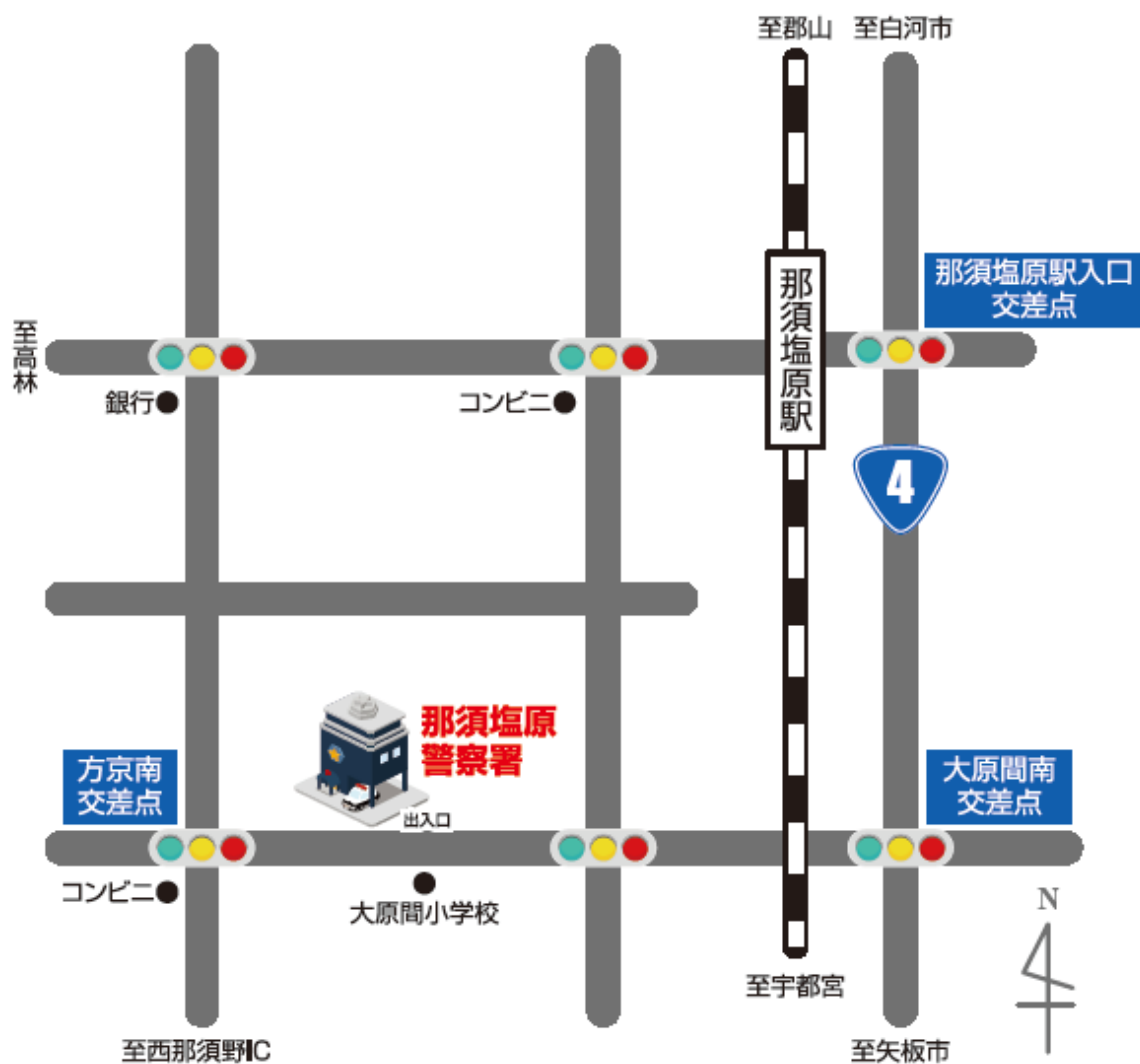 至郡山
至白河市
那須塩原駅入口
交差点
至高林
那須塩原駅
銀行
コンビニ
4
那須塩原
警察署
方京南
交差点
大原間南
交差点
出入口
コンビニ
大原間小学校
N
至宇都宮
至西那須野IC
至矢板市